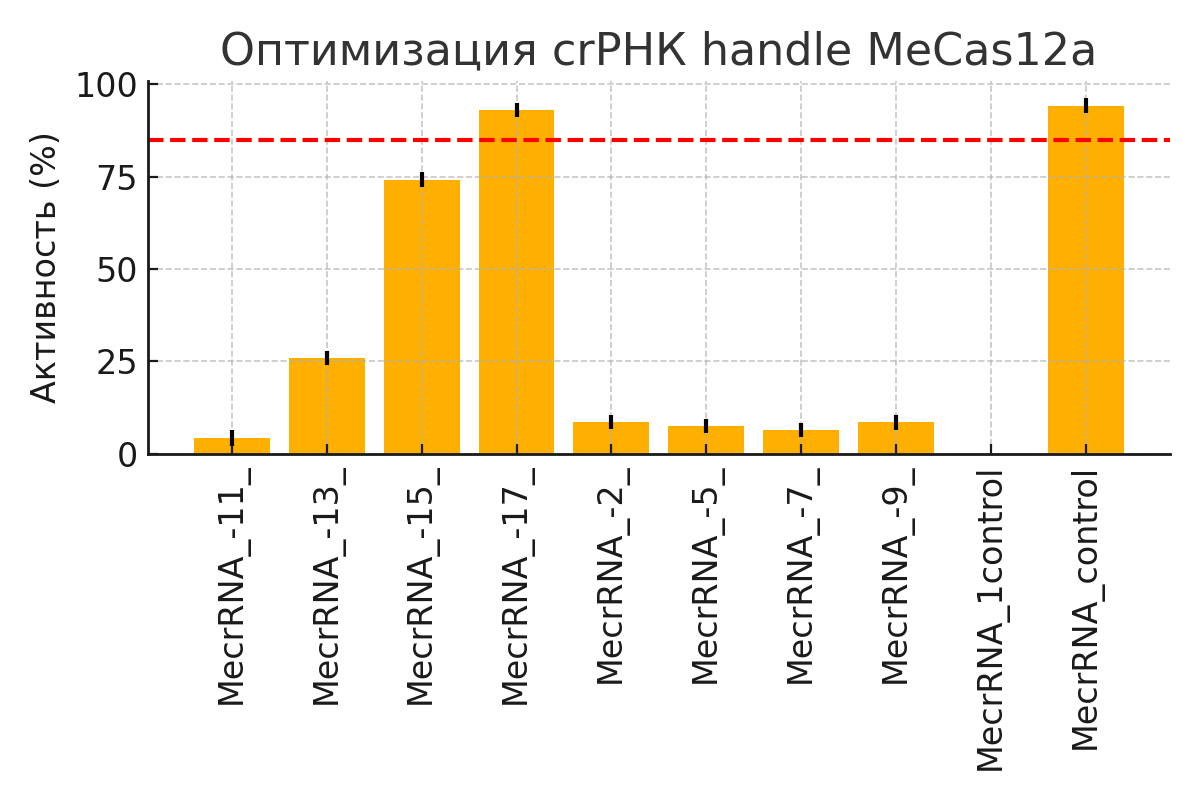 Оптимизация crРНК handle MeCas12a
Активность (%)
100
75
50
25
0
MecrRNA_-11_
MecrRNA_-13_
MecrRNA_-15_
MecrRNA_-17_
MecrRNA_-2_
MecrRNA_-5_
MecrRNA_-7_
MecrRNA_-9_
MecrRNA_1control
MecrRNA_control